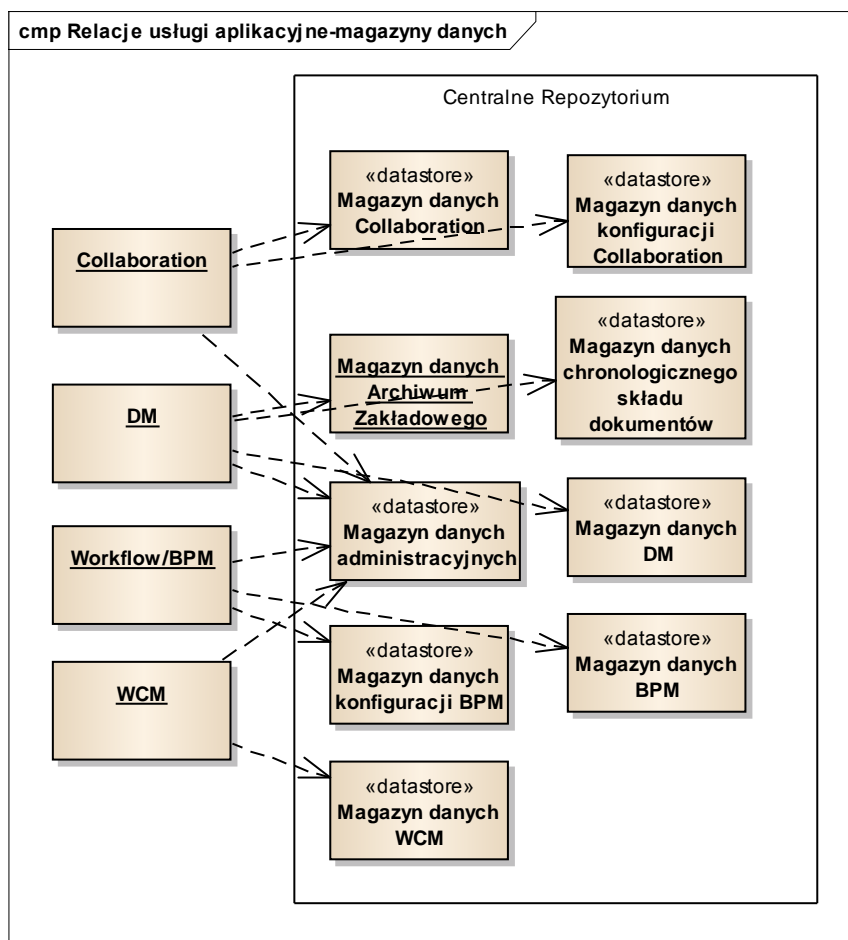 cmp Relacje usługi aplikacyjne-magazyny danych
Centralne Repozytorium
«datastore»
Magazyn danych
Collaboration
«datastore»
Magazyn danych
konfiguracji
Collaboration
Collaboration
«datastore»
Magazyn danych
chronologicznego
składu
dokumentów
Magazyn danych
Archiwum
Zakładowego
DM
«datastore»
Magazyn danych
administracyjnych
«datastore»
Magazyn danych
DM
Workflow/BPM
«datastore»
Magazyn danych
konfiguracji BPM
«datastore»
Magazyn danych
BPM
WCM
«datastore»
Magazyn danych
WCM